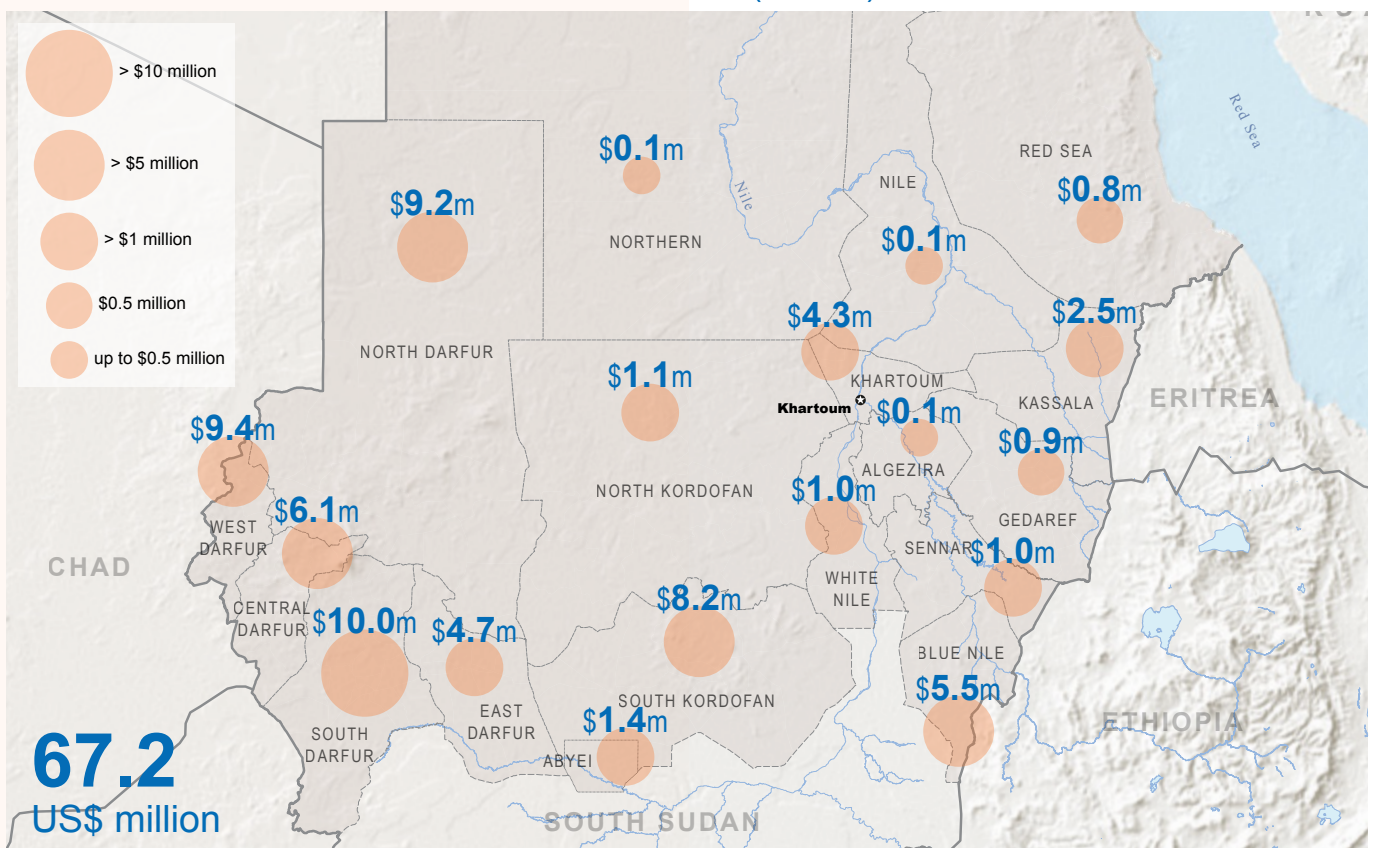 > $10 million
> $5 million
> $1 million
$0.5 million
up to $0.5 million
Red Sea
RED SEA
$0.1m
NILE
$0.8m
Nile
$9.2m
NORTHERN
$0.1m
$4.3m
$2.5m
NORTH DARFUR
$1.1m
KHARTOUM
Khartoum
$0.1m
KASSALA
ERITREA
$9.4m
$0.9m
ALGEZIRA
NORTH KORDOFAN
$1.0m
$6.1m
WEST
DARFUR
GEDAREF
SENNAR
$1.0m
CHAD
WHITE
NILE
$8.2m
CENTRAL
DARFUR
$10.0m
$4.7m
BLUE NILE
$5.5m
SOUTH KORDOFAN
EAST
DARFUR
$1.4m
ETHIOPIA
SOUTH
DARFUR
ABYEI
67.2
US$ million
SOUTH SUDAN